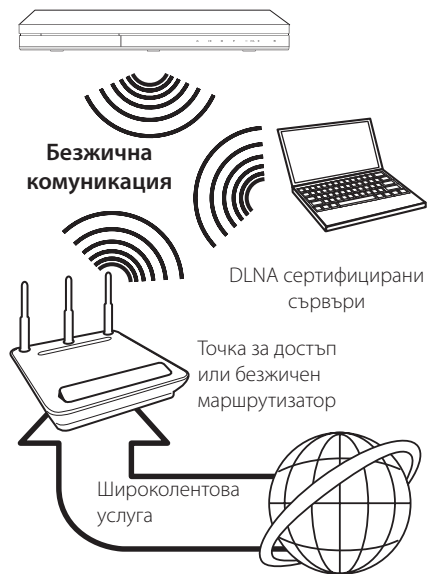 Безжична
комуникация
DLNA сертифицирани
сървъри
Точка за достъп
или безжичен
маршрутизатор
Широколентова
услуга